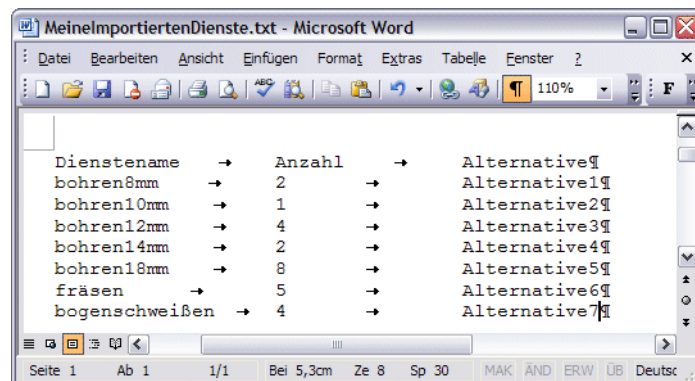 MeineImportiertenDienste.txt - Microsoft Word
Datei Bearbeiten Ansicht Einfügen Format Extras Tabelle Fenster ?
ABC ¶ 110% F
Dienstename → Anzahl → Alternative¶
bohren8mm → 2 → Alternative1¶
bohren10mm → 1 → Alternative2¶
bohren12mm → 4 → Alternative3¶
bohren14mm → 2 → Alternative4¶
bohren18mm → 8 → Alternative5¶
fräsen → 5 → Alternative6¶
bogenschweißen → 4 → Alternative7¶
Seite 1 Ab 1 1/1 Bei 5,3cm Ze 8 Sp 30 MAK ÄND ERW ÜB Deutsc